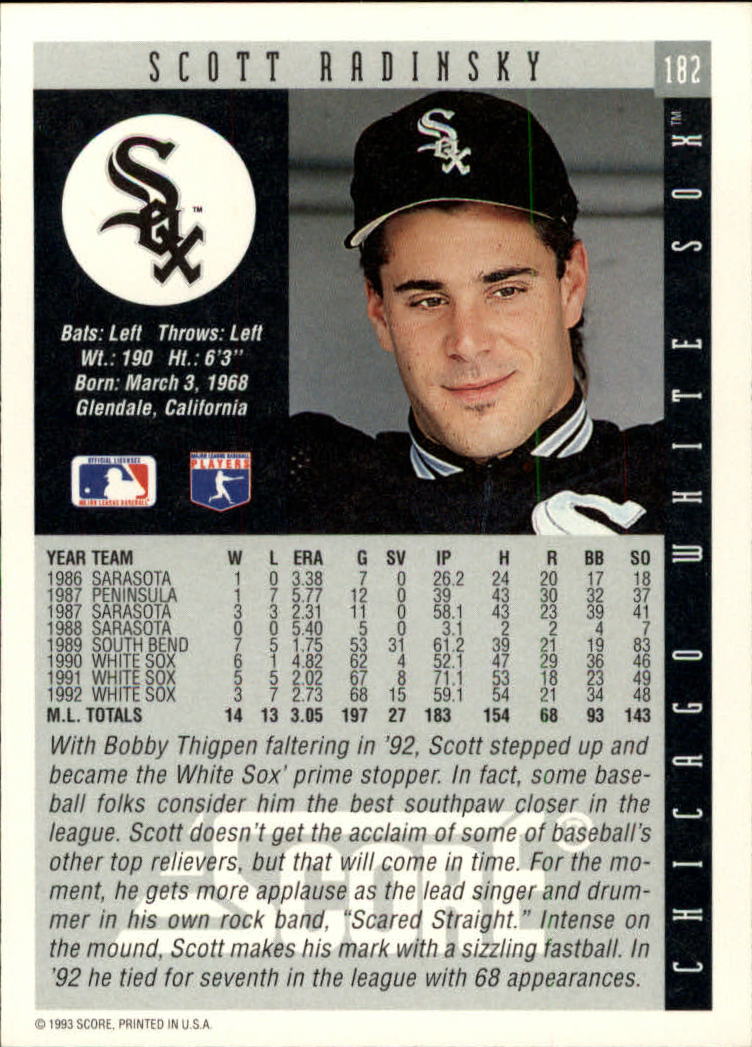 SCOTT RADINSKY
182
Sox ™
CHICAGO WHITE SOX™
Bats: Left Throws: Left
Wt.: 190 Ht.: 6'3"
Born: March 3, 1968
Glendale, California
OFFICIAL LICENSEE
MAJOR LEAGUE BASEBALL
MAJOR LEAGUE BASEBALL
PLAYERS
Sox
YEAR TEAM W L ERA G SV IP H R BB SO
1986 SARASOTA 1 0 3.38 7 0 26.2 24 20 17 18
1987 PENINSULA 1 7 5.77 12 0 39 43 30 32 37
1987 SARASOTA 3 3 2.31 11 0 58.1 43 23 39 41
1988 SARASOTA 0 0 5.40 5 0 3.1 2 2 4 7
1989 SOUTH BEND 7 5 1.75 53 31 61.2 39 21 19 83
1990 WHITE SOX 6 1 4.82 62 4 52.1 47 29 36 46
1991 WHITE SOX 5 5 2.02 67 8 71.1 53 18 23 49
1992 WHITE SOX 3 7 2.73 68 15 59.1 54 21 34 48
M.L. TOTALS 14 13 3.05 197 27 183 154 68 93 143
With Bobby Thigpen faltering in '92, Scott stepped up and
became the White Sox' prime stopper. In fact, some base-
ball folks consider him the best southpaw closer in the
league. Scott doesn't get the acclaim of some of baseball's
other top relievers, but that will come in time. For the mo-
ment, he gets more applause as the lead singer and drum-
mer in his own rock band, "Scared Straight." Intense on
the mound, Scott makes his mark with a sizzling fastball. In
'92 he tied for seventh in the league with 68 appearances.
SCORE®
© 1993 SCORE, PRINTED IN U.S.A.